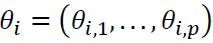 θᵢ = (θᵢ,₁, … , θᵢ,ₚ)